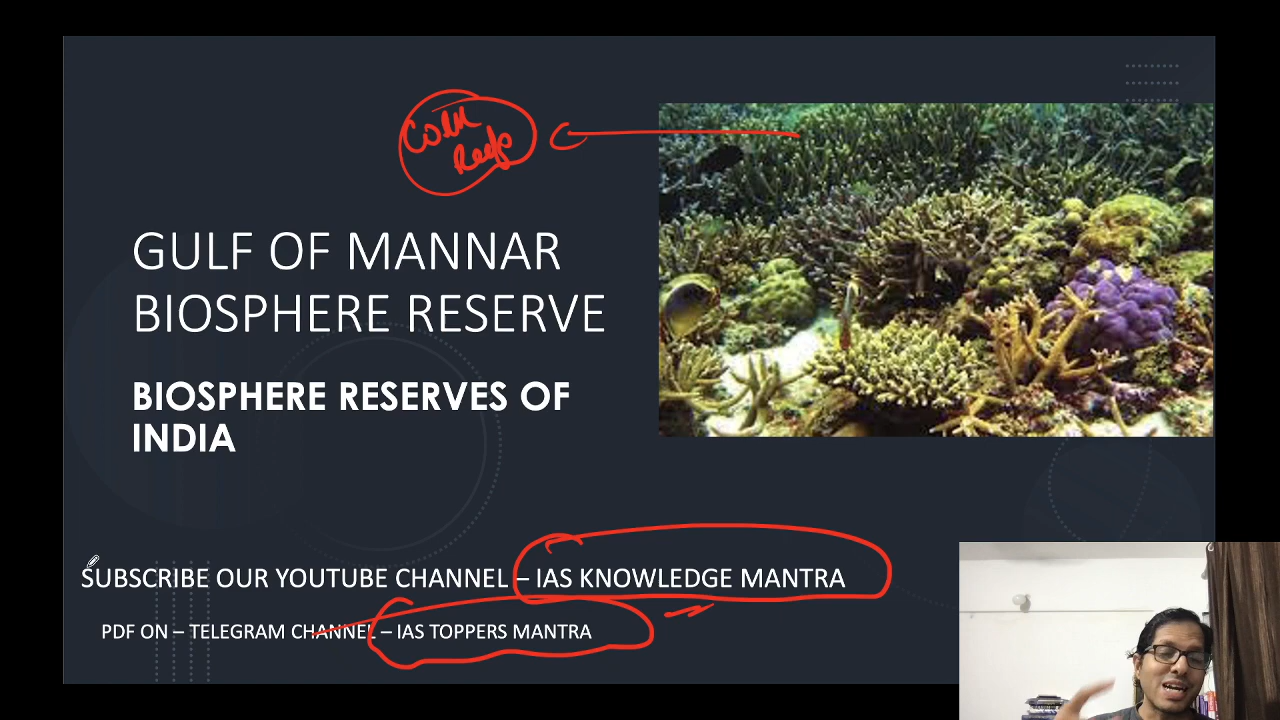 Reefs
GULF OF MANNAR
BIOSPHERE RESERVE
BIOSPHERE RESERVES OF
INDIA
SUBSCRIBE OUR YOUTUBE CHANNEL – IAS KNOWLEDGE MANTRA
PDF ON – TELEGRAM CHANNEL – IAS TOPPERS MANTRA